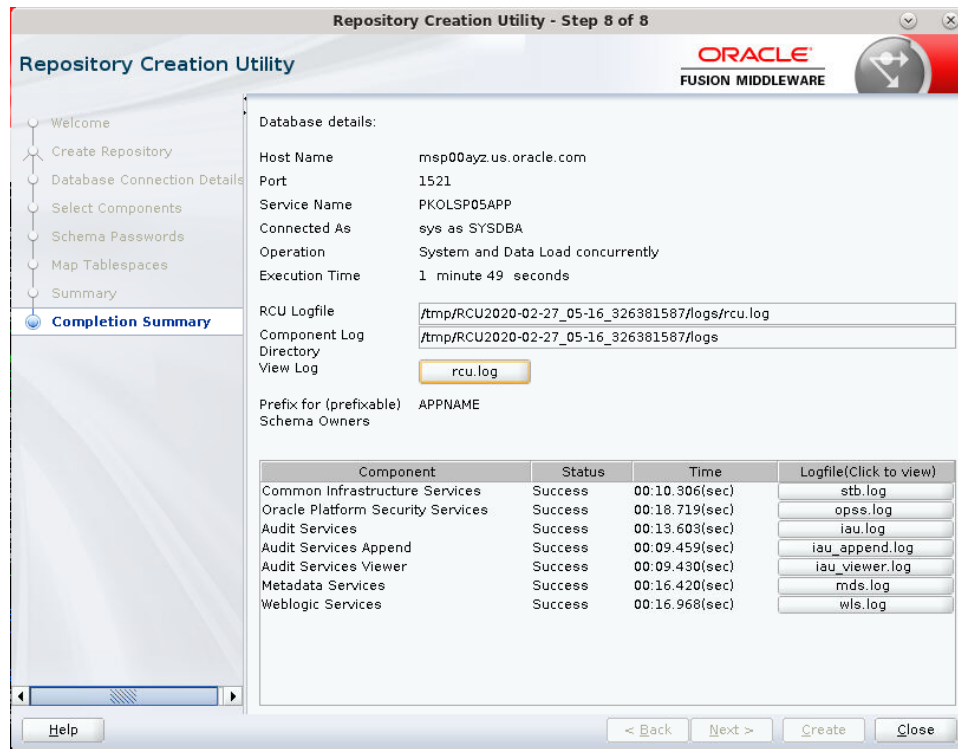 Repository Creation Utility - Step 8 of 8
Repository Creation Utility
ORACLE
FUSION MIDDLEWARE
Welcome
Create Repository
Database Connection Details
Select Components
Schema Passwords
Map Tablespaces
Summary
Completion Summary
Database details:
Host Name msp00ayz.us.oracle.com
Port 1521
Service Name PKOLSP05APP
Connected As sys as SYSDBA
Operation System and Data Load concurrently
Execution Time 1 minute 49 seconds
RCU Logfile /tmp/RCU2020-02-27_05-16_326381587/logs/rcu.log
Component Log /tmp/RCU2020-02-27_05-16_326381587/logs
Directory
View Log rcu.log
Prefix for (prefixable) APPNAME
Schema Owners
Component Status Time Logfile(Click to view)
Common Infrastructure Services Success 00:10.306(sec) stb.log
Oracle Platform Security Services Success 00:18.719(sec) opss.log
Audit Services Success 00:13.603(sec) iau.log
Audit Services Append Success 00:09.459(sec) iau_append.log
Audit Services Viewer Success 00:09.430(sec) iau_viewer.log
Metadata Services Success 00:16.420(sec) mds.log
Weblogic Services Success 00:16.968(sec) wls.log
Help < Back Next > Create Close